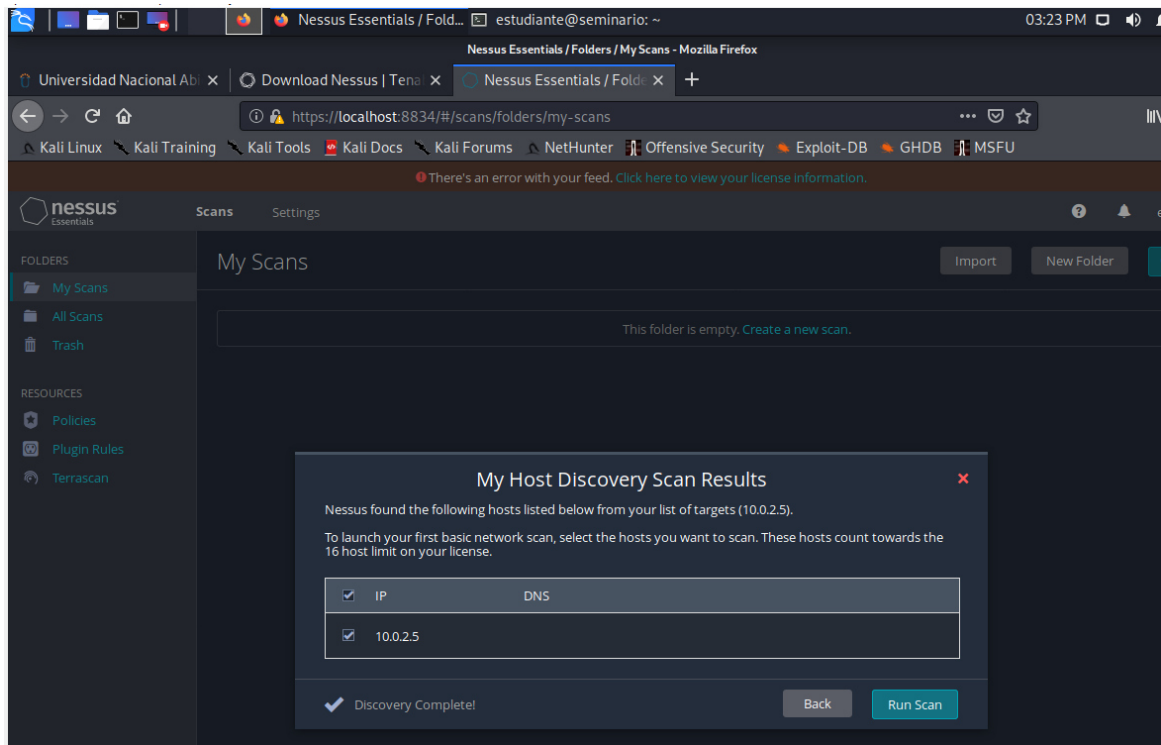 Nessus Essentials / Fold...
estudiante@seminario: ~
03:23 PM
Nessus Essentials / Folders / My Scans - Mozilla Firefox
Universidad Nacional Abi
Download Nessus | Tena
Nessus Essentials / Folde
https://localhost:8834/#/scans/folders/my-scans
Kali Linux Kali Training Kali Tools Kali Docs Kali Forums NetHunter Offensive Security Exploit-DB GHDB MSFU
There's an error with your feed. Click here to view your license information.
nessus
Essentials
Scans
Settings
FOLDERS
My Scans
All Scans
Trash
RESOURCES
Policies
Plugin Rules
Terrascan
My Scans
Import
New Folder
This folder is empty. Create a new scan.
My Host Discovery Scan Results
Nessus found the following hosts listed below from your list of targets (10.0.2.5).
To launch your first basic network scan, select the hosts you want to scan. These hosts count towards the
16 host limit on your license.
IP DNS
10.0.2.5
Discovery Complete!
Back
Run Scan